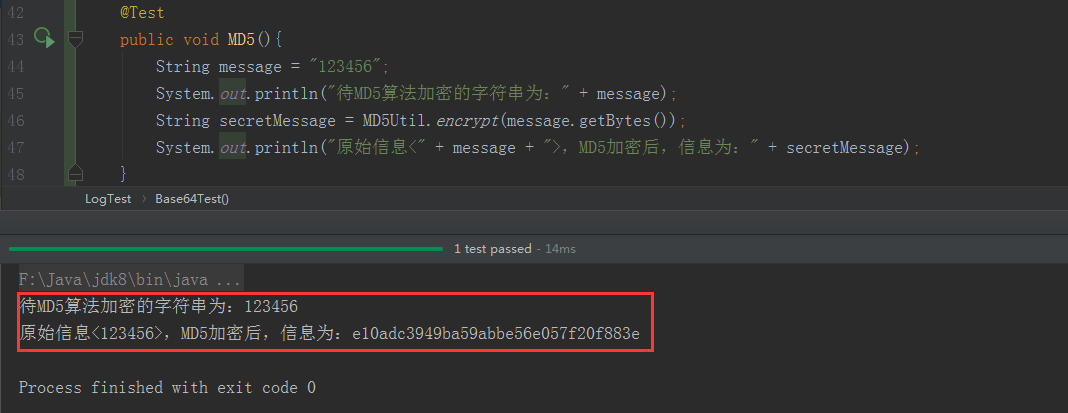 42 @Test
43 public void MD5(){
44 String message = "123456";
45 System.out.println("待MD5算法加密的字符串为：" + message);
46 String secretMessage = MD5Util.encrypt(message.getBytes());
47 System.out.println("原始信息<" + message + ">，MD5加密后，信息为：" + secretMessage);
48 }
LogTest › Base64Test()
1 test passed - 14ms
F:\Java\jdk8\bin\java ...
待MD5算法加密的字符串为：123456
原始信息<123456>，MD5加密后，信息为：e10adc3949ba59abbe56e057f20f883e
Process finished with exit code 0